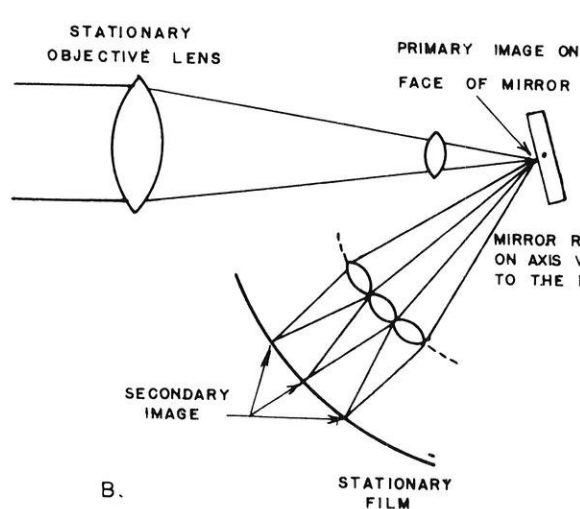 STATIONARY
OBJECTIVE LENS
PRIMARY IMAGE ON
FACE OF MIRROR
MIRROR
ON AXIS
TO THE
SECONDARY
IMAGE
B.
STATIONARY
FILM